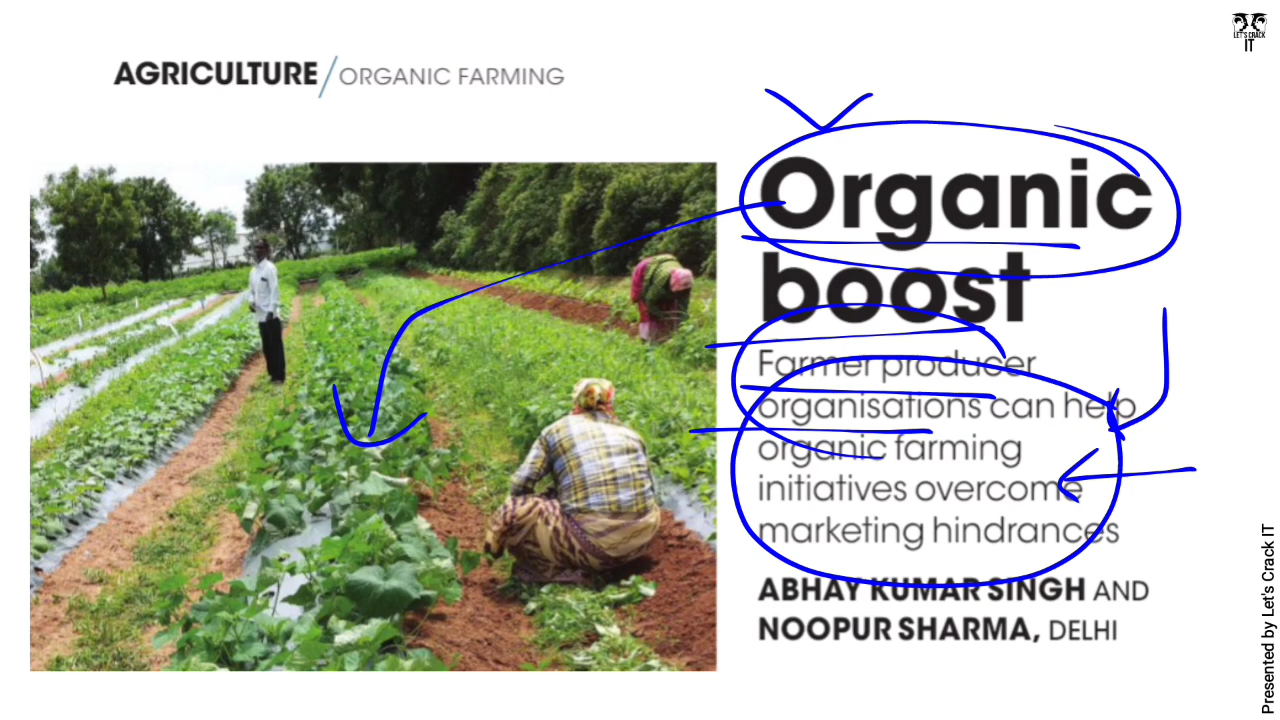 LET'S CRACK
IT
AGRICULTURE/ORGANIC FARMING
Organic
boost
Farmer producer
organisations can help
organic farming
initiatives overcome
marketing hindrances
ABHAY KUMAR SINGH AND
NOOPUR SHARMA, DELHI
Presented by Let's Crack IT